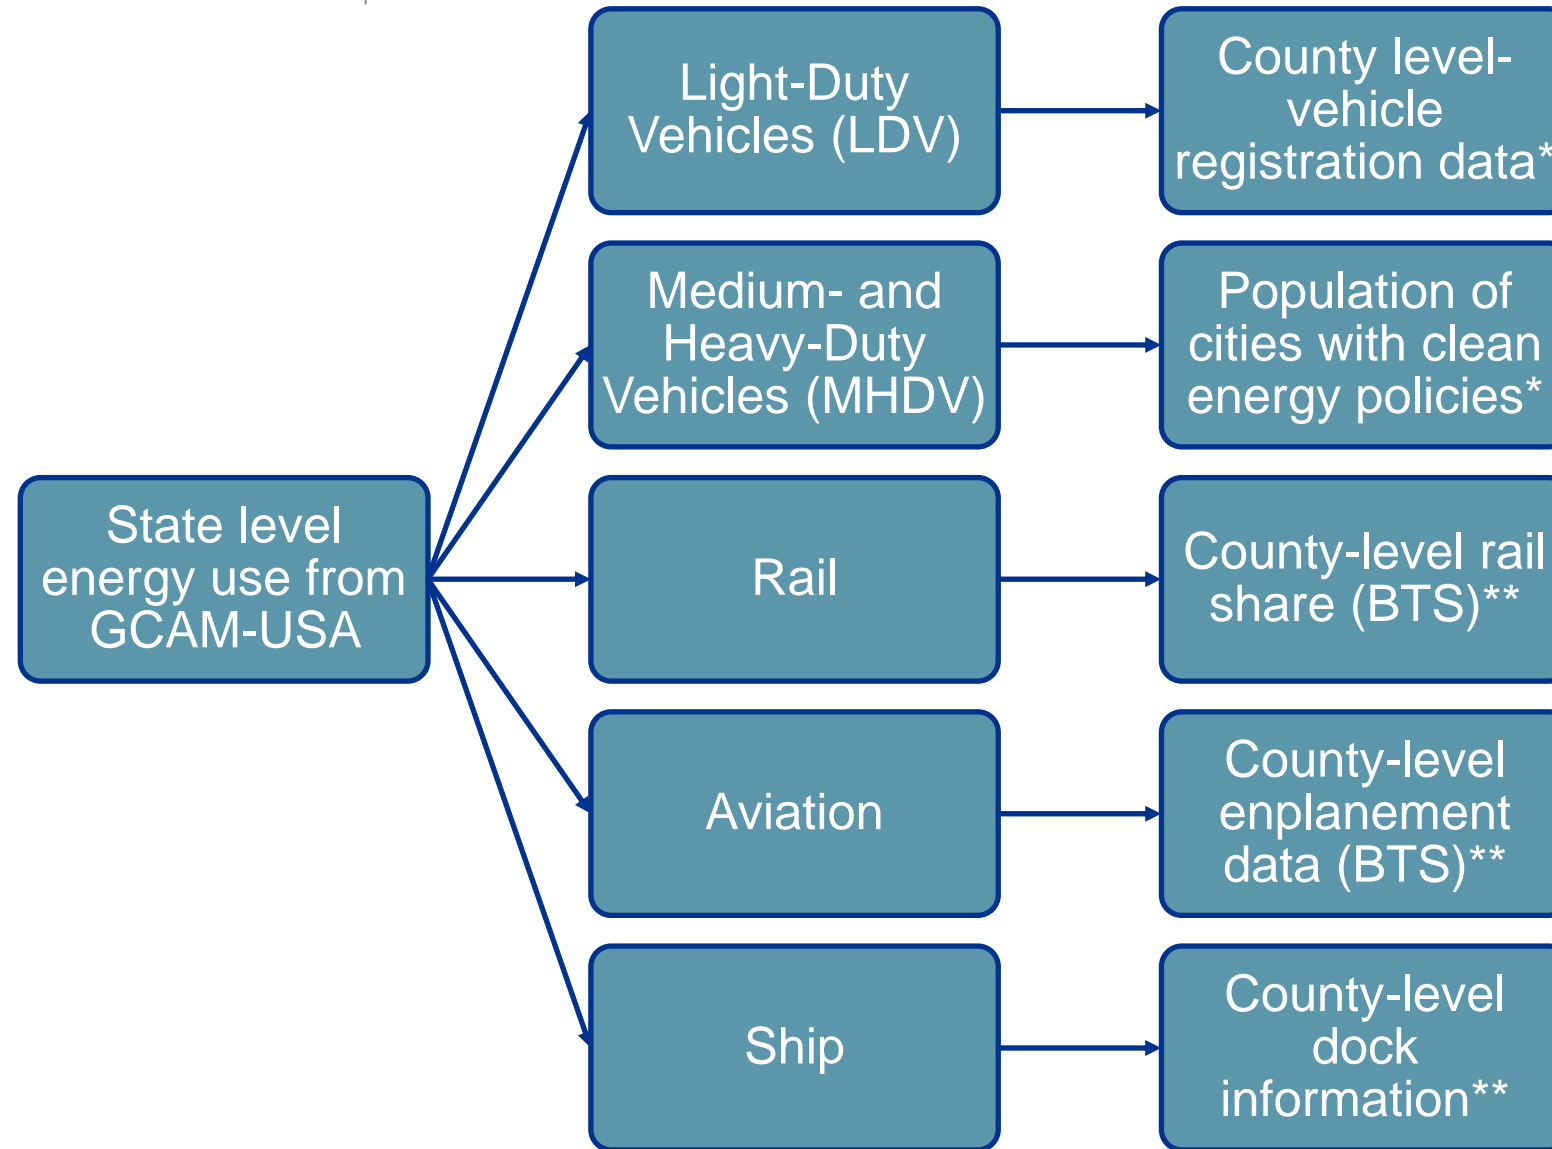 Light-Duty
Vehicles (LDV)
County level-
vehicle
registration data*
Medium- and
Heavy-Duty
Vehicles (MHDV)
Population of
cities with clean
energy policies*
State level
energy use from
GCAM-USA
Rail
County-level rail
share (BTS)**
Aviation
County-level
enplanement
data (BTS)**
Ship
County-level
dock
information**